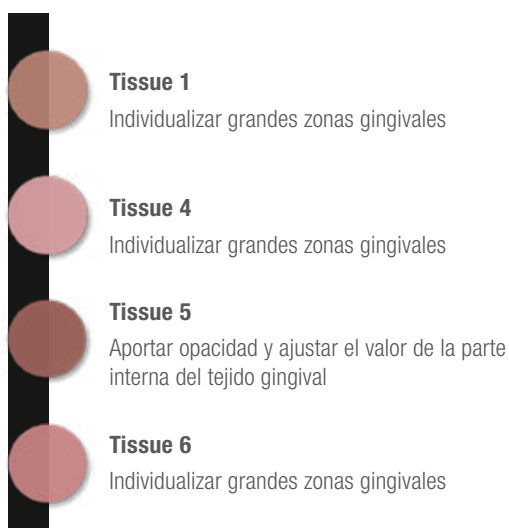 Tissue 1
Individualizar grandes zonas gingivales
Tissue 4
Individualizar grandes zonas gingivales
Tissue 5
Aportar opacidad y ajustar el valor de la parte
interna del tejido gingival
Tissue 6
Individualizar grandes zonas gingivales